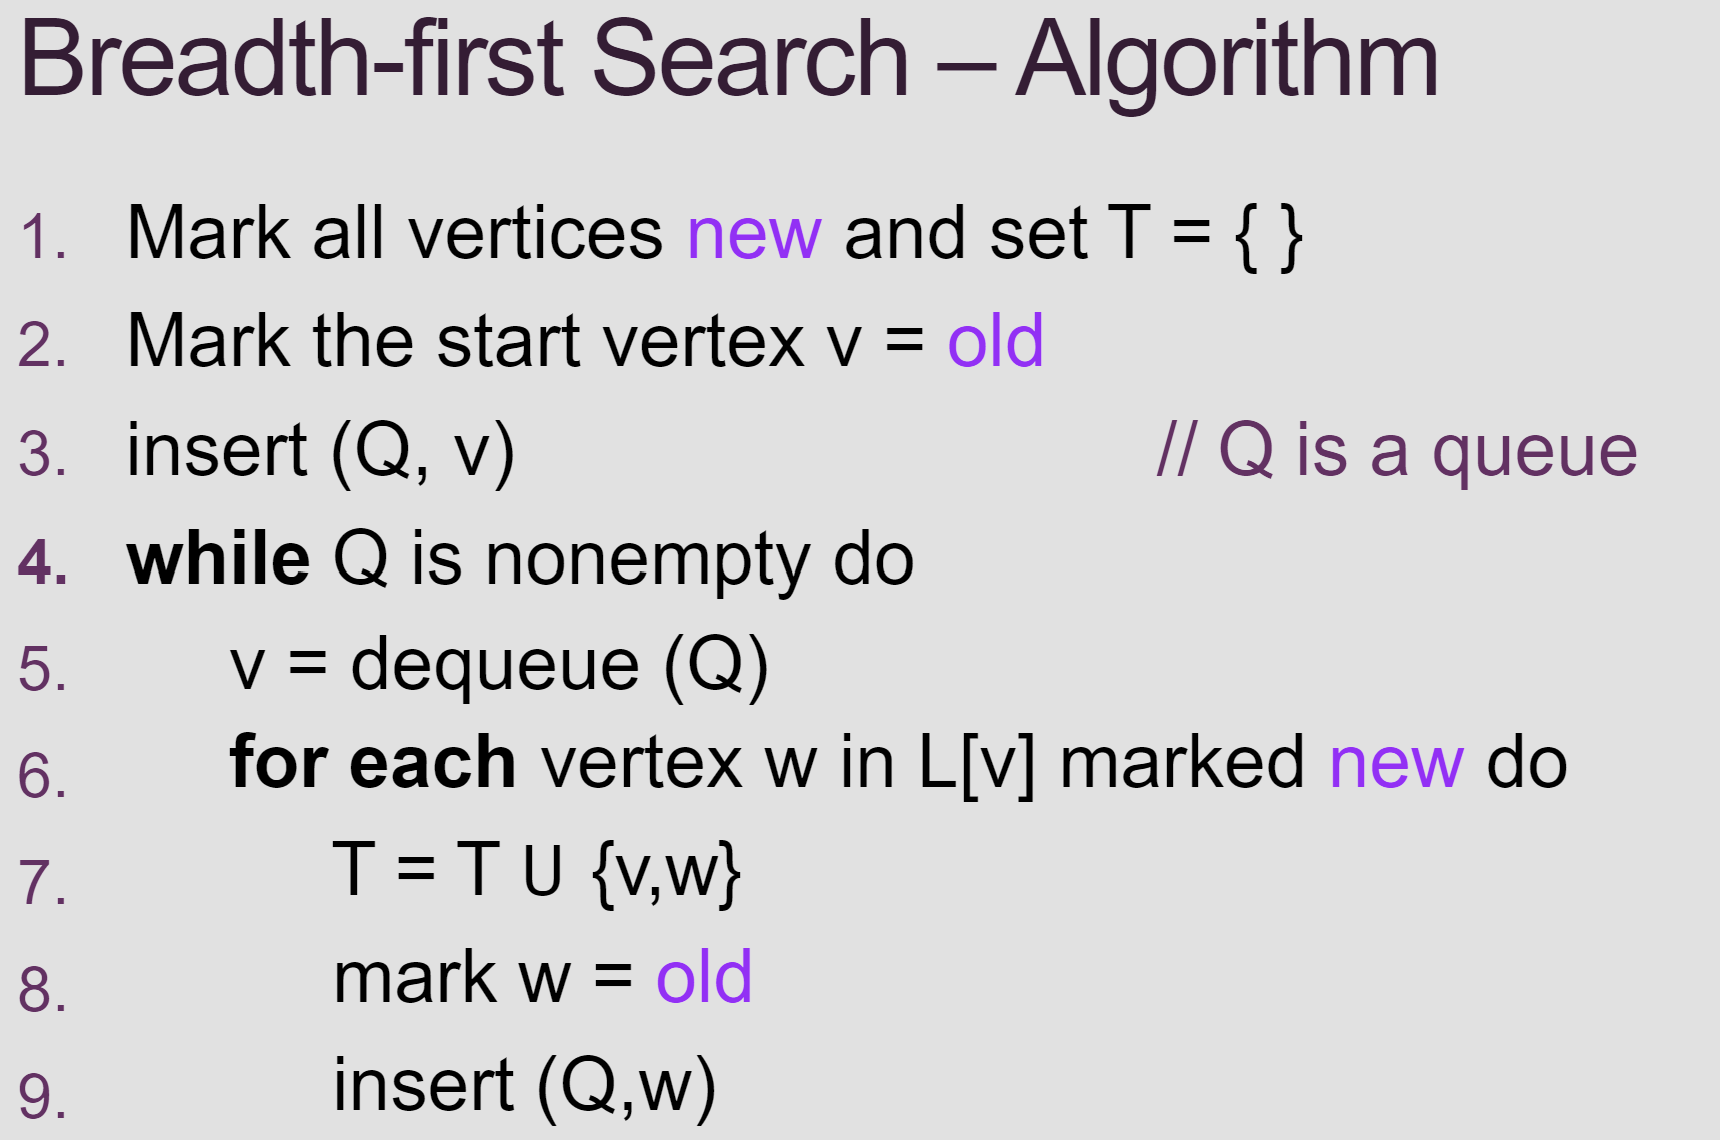 Breadth-first Search – Algorithm
1. Mark all vertices new and set T = { }
2. Mark the start vertex v = old
3. insert (Q, v) // Q is a queue
4. while Q is nonempty do
5. v = dequeue (Q)
6. for each vertex w in L[v] marked new do
7. T = T ∪ {v,w}
8. mark w = old
9. insert (Q,w)